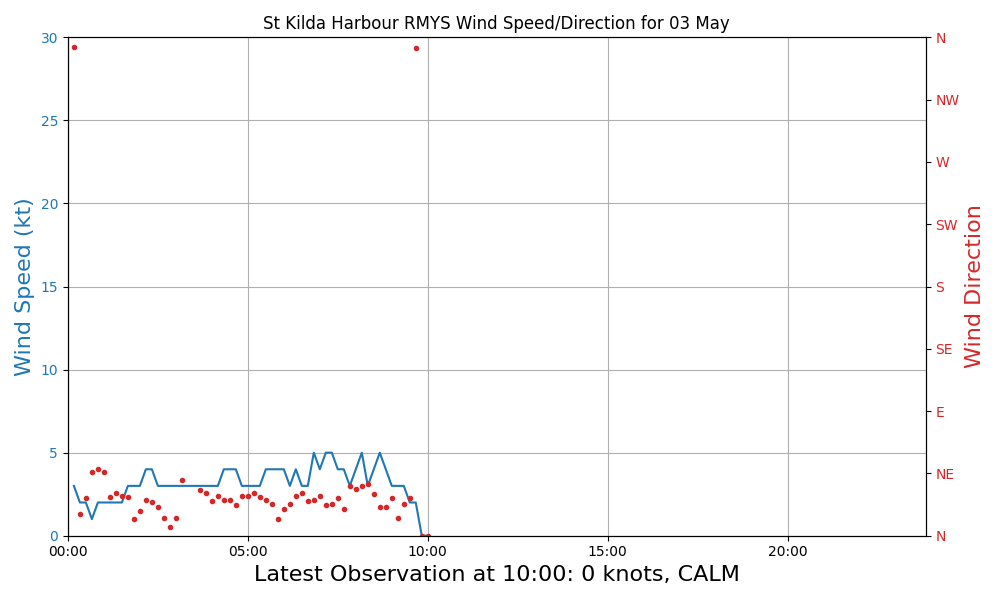 St Kilda Harbour RMYS Wind Speed/Direction for 03 May
30
25
20
15
10
5
0
Wind Speed (kt)
N
NW
W
SW
S
SE
E
NE
N
Wind Direction
00:00 05:00 10:00 15:00 20:00
Latest Observation at 10:00: 0 knots, CALM